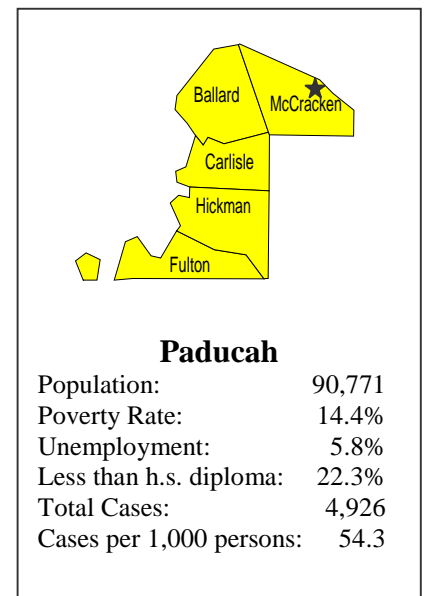 Ballard
McCracken
Carlisle
Hickman
Fulton
Paducah
Population: 90,771
Poverty Rate: 14.4%
Unemployment: 5.8%
Less than h.s. diploma: 22.3%
Total Cases: 4,926
Cases per 1,000 persons: 54.3